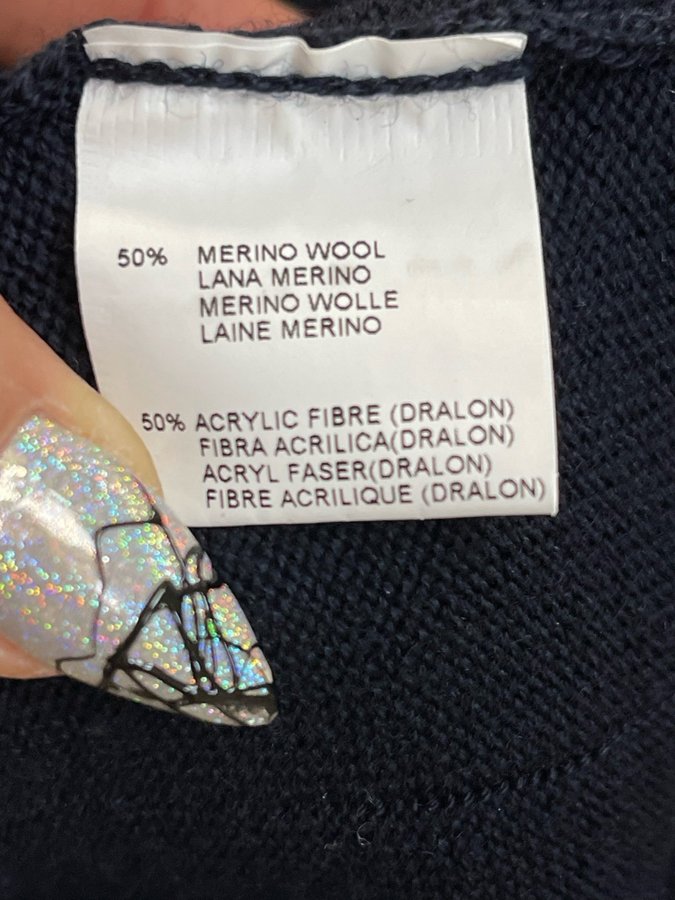 50% MERINO WOOL
LANA MERINO
MERINO WOLLE
LAINE MERINO
50% ACRYLIC FIBRE (DRALON)
FIBRA ACRILICA(DRALON)
ACRYL FASER(DRALON)
FIBRE ACRILIQUE (DRALON)